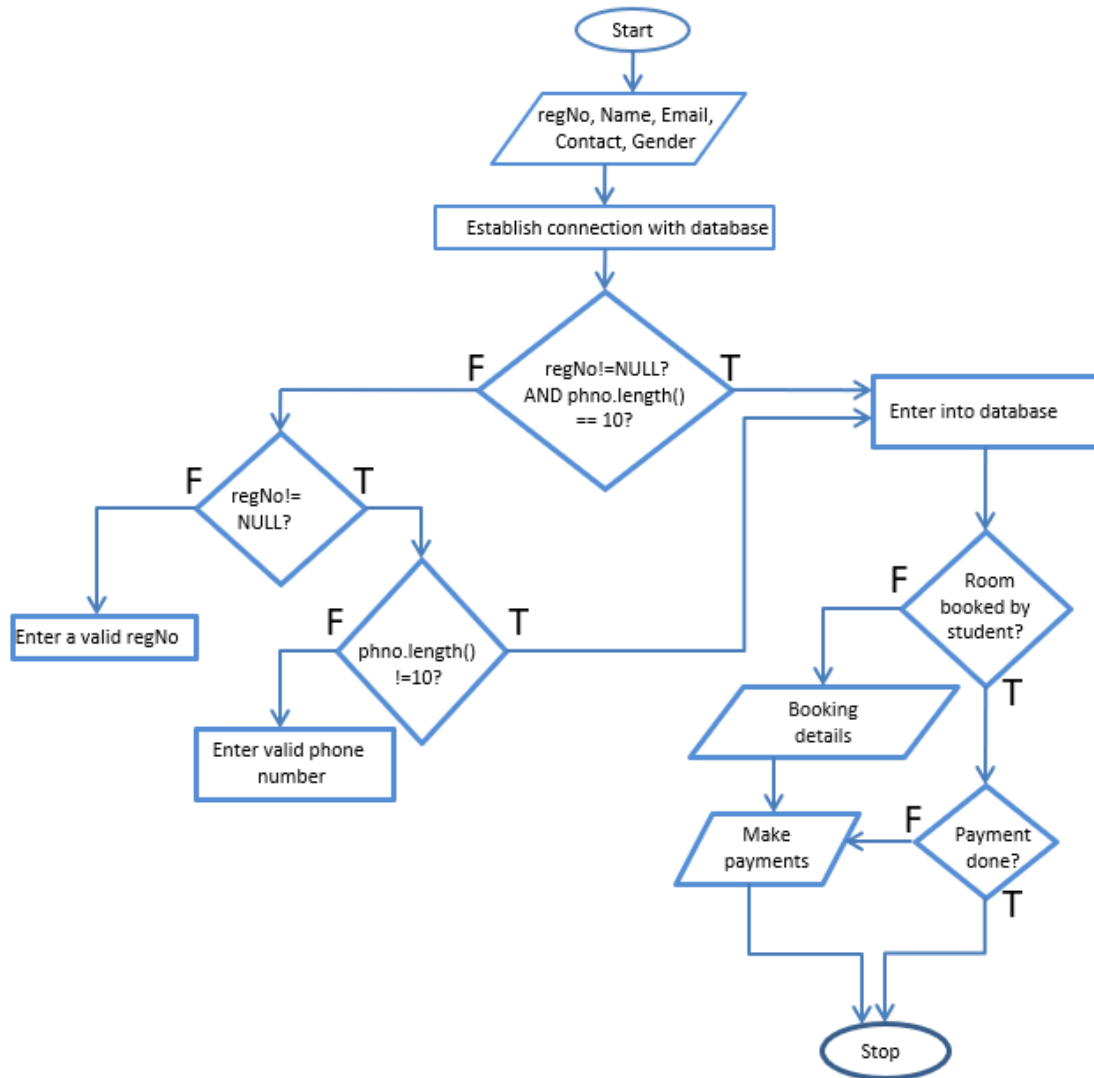 Start
regNo, Name, Email,
Contact, Gender
Establish connection with database
F
regNo!=NULL?
AND phno.length()
== 10?
T
Enter into database
F
regNo!=
NULL?
T
Enter a valid regNo
F
phno.length()
!=10?
T
Enter valid phone
number
F
Room
booked by
student?
T
Booking
details
Make
payments
F
Payment
done?
T
Stop